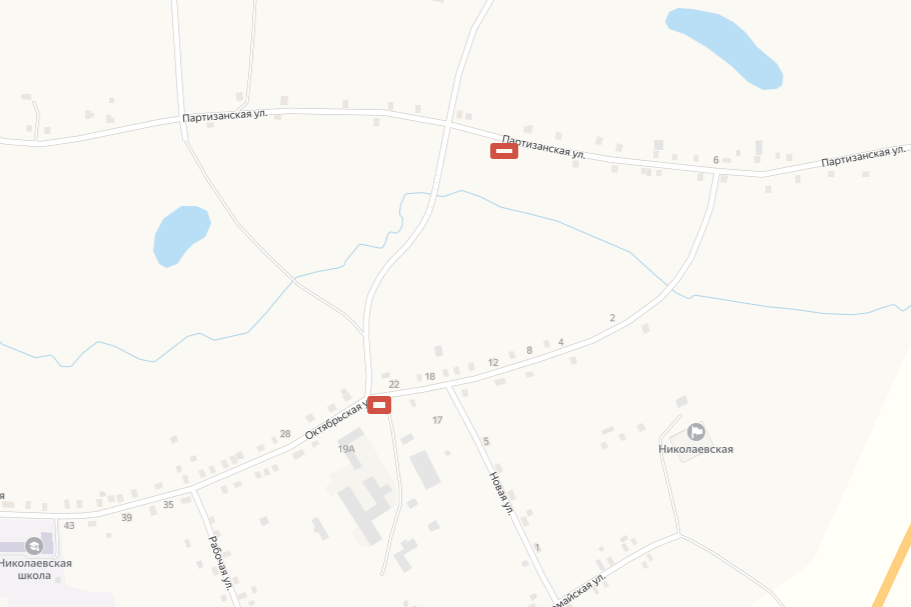 Партизанская ул.
Партизанская ул.
Партизанская ул.
6
2
4
8
12
18
22
Октябрьская у
17
28
19А
5
Николаевская
Новая ул.
35
39
43
я
1
Рабочая ул.
Николаевская
школа
майская ул.